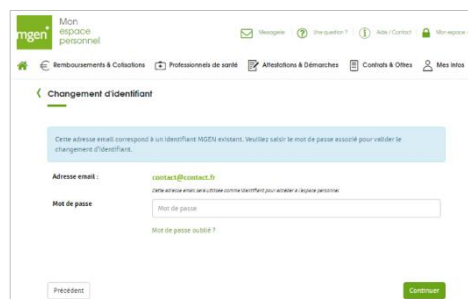 mgen*
Mon
espace
personnel
Messagerie
Une question ?
Aide / Contact
Mon espace
Remboursements & Cotisations
Professionnels de santé
Attestations & Démarches
Contrats & Offres
Mes infos
Changement d'identifiant
Cette adresse email correspond à un identifiant MGEN existant. Veuillez saisir le mot de passe associé pour valider le
changement d'identifiant.
Adresse email :
contact@contact.fr
Cette adresse email sera utilisée comme identifiant pour accéder à l'espace personnel
Mot de passe
Mot de passe
Mot de passe oublié ?
Précédent
Continuer